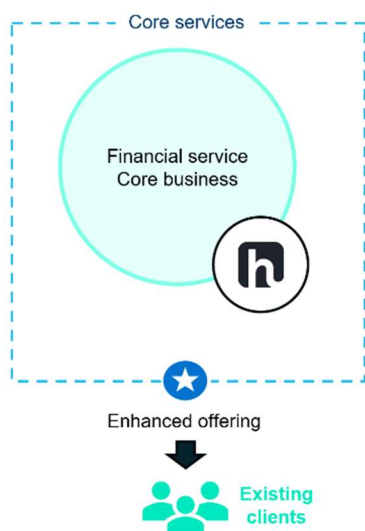 Core services
Financial service
Core business
h
Enhanced offering
Existing
clients